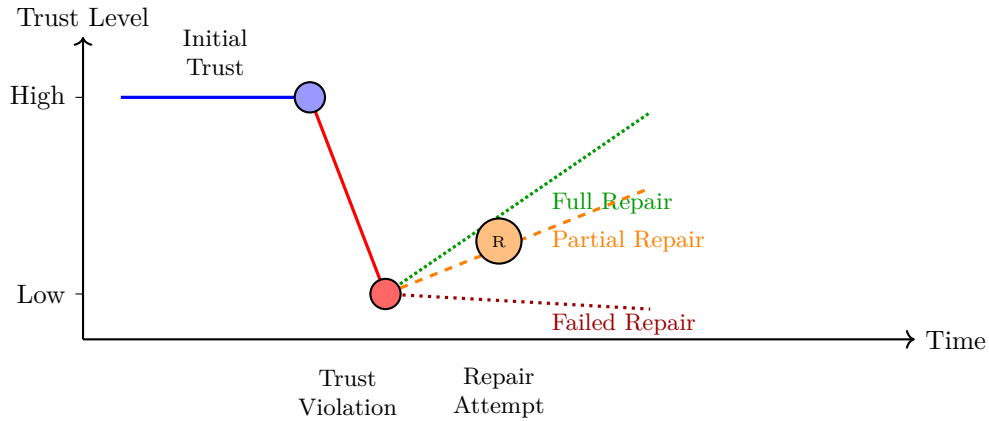 Trust Level
Initial
Trust
High
Full Repair
R
Partial Repair
Low
Failed Repair
Time
Trust
Violation
Repair
Attempt